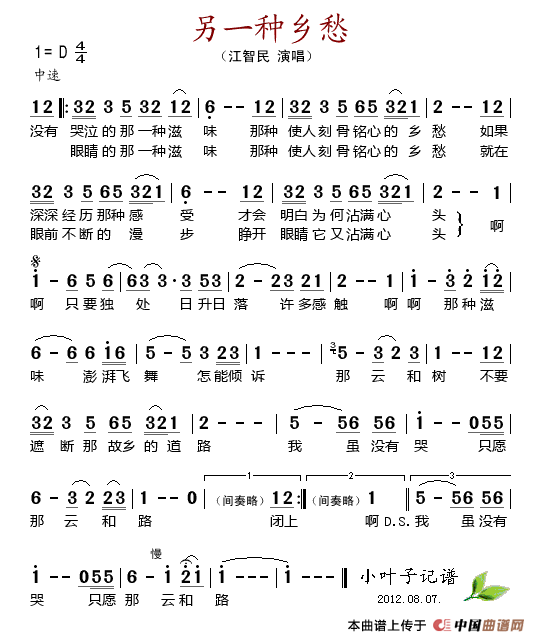 另一种乡愁
（江智民 演唱）
1= D 4/4
中速
12 ‖: 32 3 5 32 12 | 6 - - 12 | 32 3 5 65 321 | 2 - - 12 |
没有 哭泣的那一种滋 味 那种 使人刻骨铭心的 乡 愁 如果
眼睛的那一种滋 味 那种 使人刻骨铭心的 乡 愁 就在
32 3 5 65 321 | 6 - - 12 | 32 3 5 65 321 | 2 - - 1 |
深深经历那种感 受 才会 明白为何沾满心 头 啊
眼前不断的 漫 步 睁开 眼睛它又沾满心 头
1 - 6 5 6 | 63 3 · 3 53 | 2 - 23 21 | 2 - - 1 | 1 - 3 2 12 |
啊 只要独 处 日升日 落 许多感 触 啊 啊 那种滋
6 - 6 16 | 5 - 5 3 23 | 1 - - - | 3 5 - 3 2 3 | 1 - - 12 |
味 澎湃飞 舞 怎能倾 诉 那 云 和 树 不要
32 3 5 65 321 | 2 - - - | 5 - 56 56 | 1 - - 055 |
遮 断 那 故乡的道 路 我 虽 没有 哭 只愿
1 2 3
6 - 3 2 23 | 1 - - 0 | （间奏略） 12 :‖ （间奏略） 1 | 5 - 56 56 |
那 云 和 路 闭上 啊 D.S. 我 虽没有
慢
1 - - 055 | 6 - 1 21 | 1 - - - | 1 - - - ‖ 小叶子记谱
哭 只愿 那 云和 路 2012.08.07.
本曲谱上传于 中国曲谱网